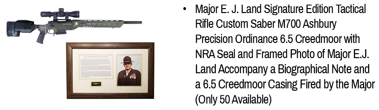 • Major E. J. Land Signature Edition Tactical
Rifle Custom Saber M700 Ashbury
Precision Ordinance 6.5 Creedmoor with
NRA Seal and Framed Photo of Major E.J.
Land Accompany a Biographical Note and
a 6.5 Creedmoor Casing Fired by the Major
(Only 50 Available)